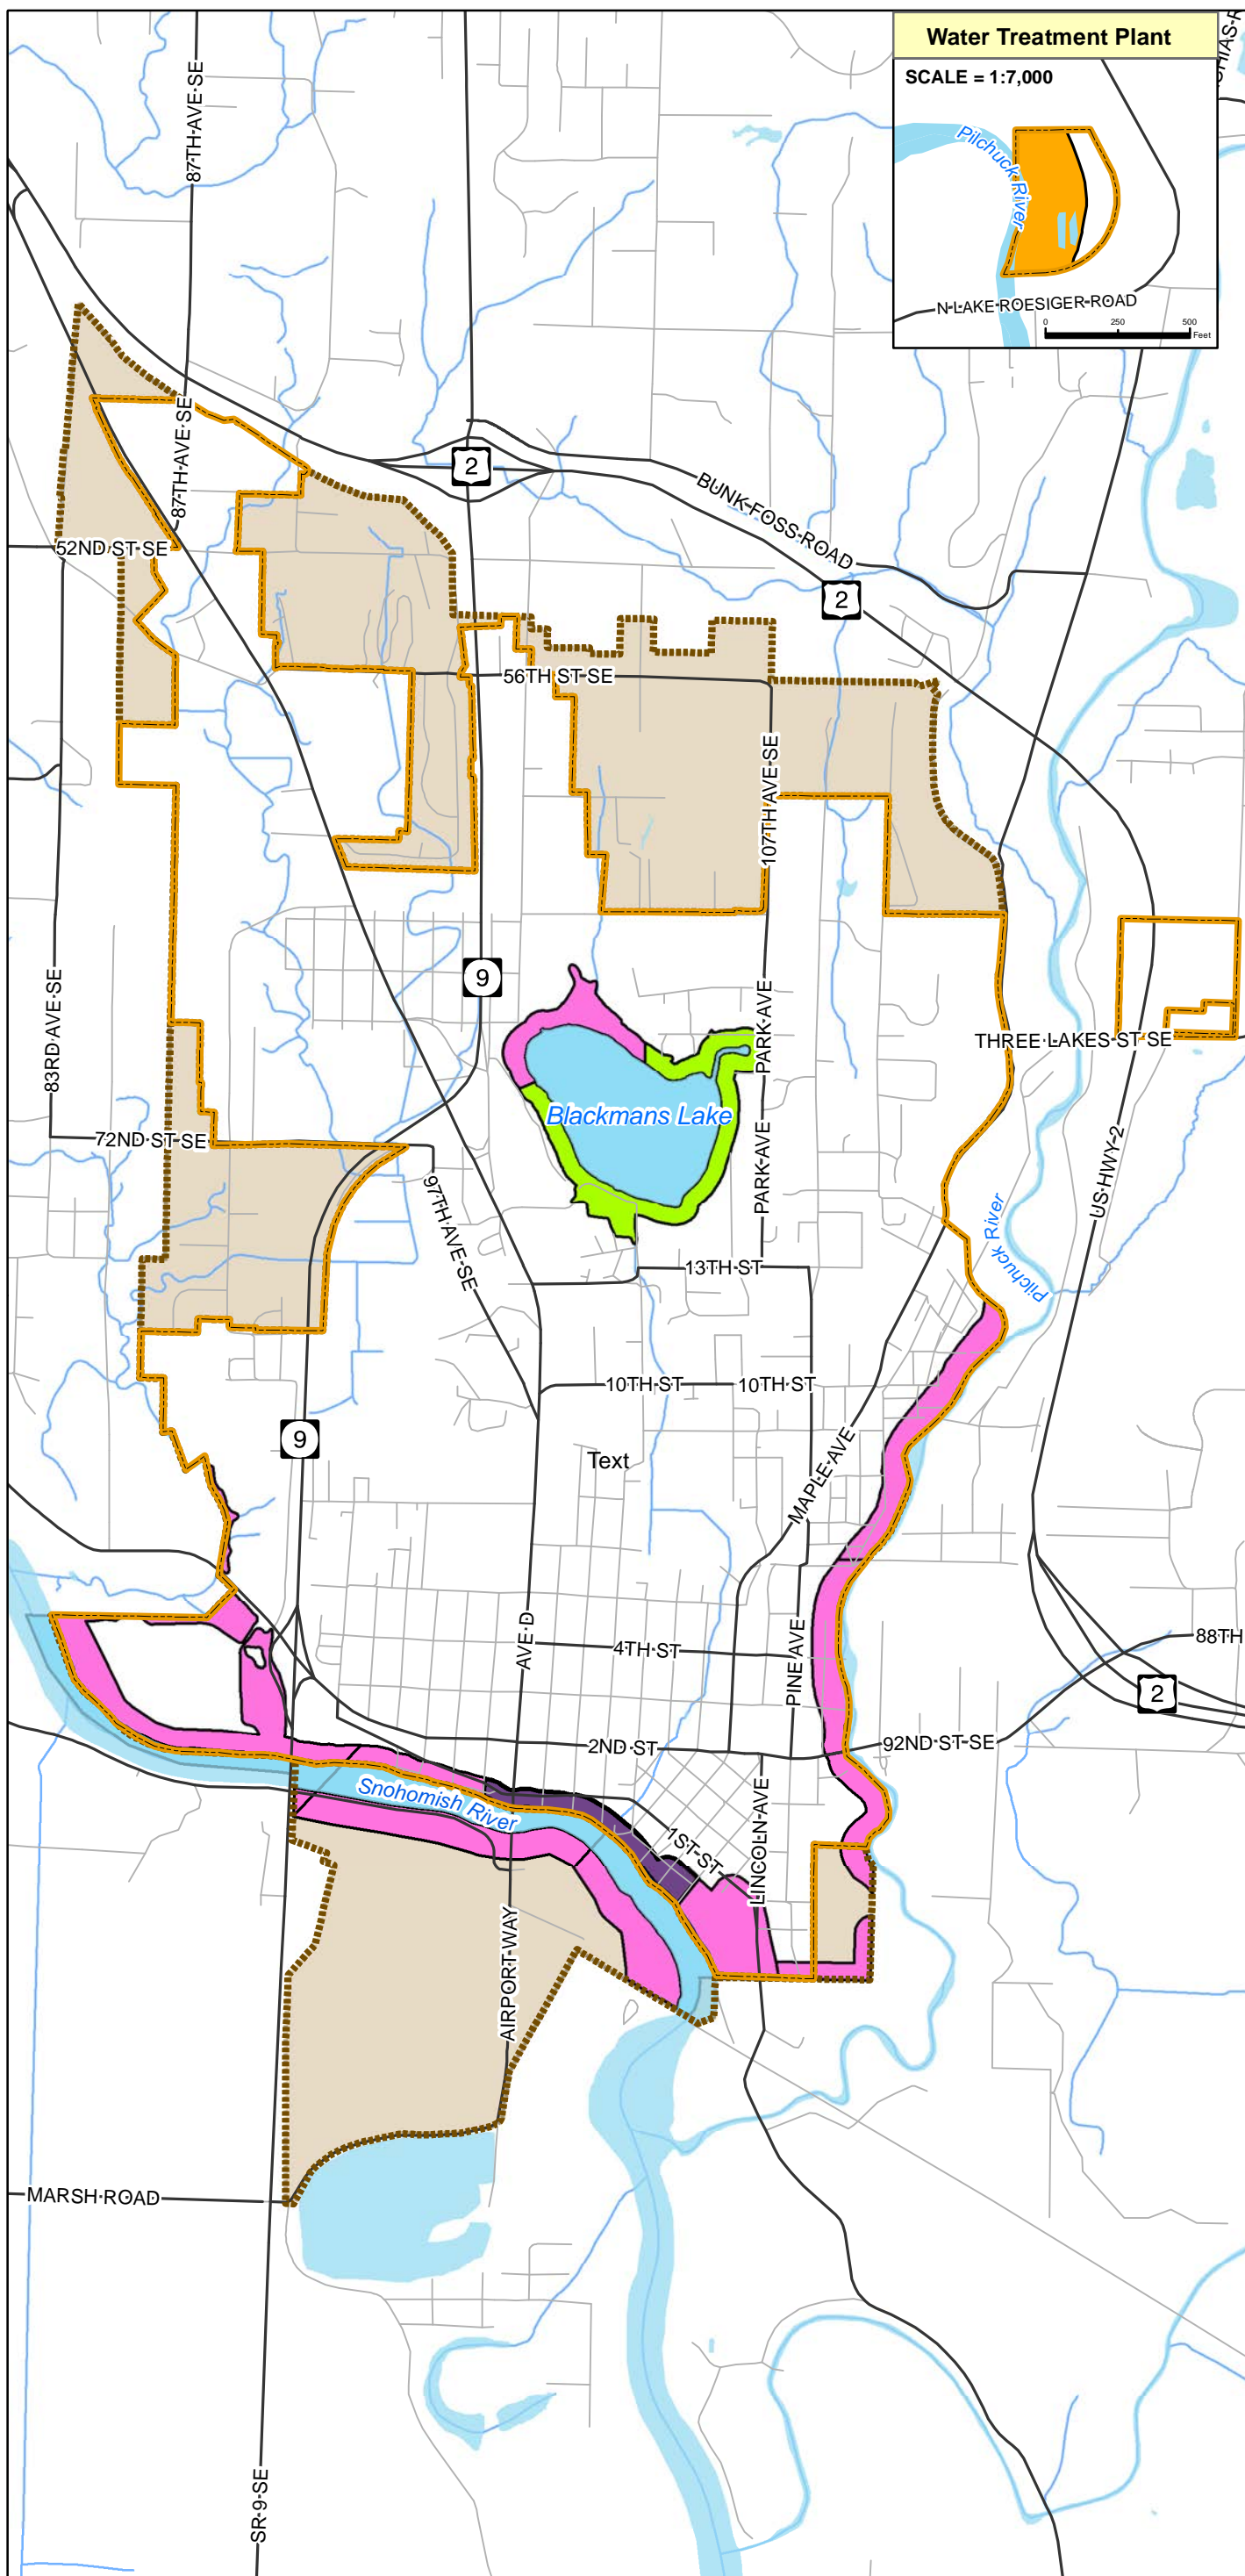 Water Treatment Plant
SCALE = 1:7,000
Pilchuck River
N LAKE ROESIGER ROAD
0 250 500
Feet
87TH AVE SE
87TH AVE SE
2
BUNK FOSS ROAD
52ND ST SE
2
56TH ST SE
107TH AVE SE
9
83RD AVE SE
PARK AVE
THREE LAKES ST SE
Blackmans Lake
72ND ST SE
PARK AVE
US HWY 2
97TH AVE SE
Pilchuck River
13TH ST
10TH ST
10TH ST
9
Text
MAPLE AVE
AVE D
4TH ST
PINE AVE
88TH
2
2ND ST
92ND ST SE
Snohomish River
1ST ST
LINCOLN AVE
AIRPORT WAY
MARSH ROAD
SR 9 SE